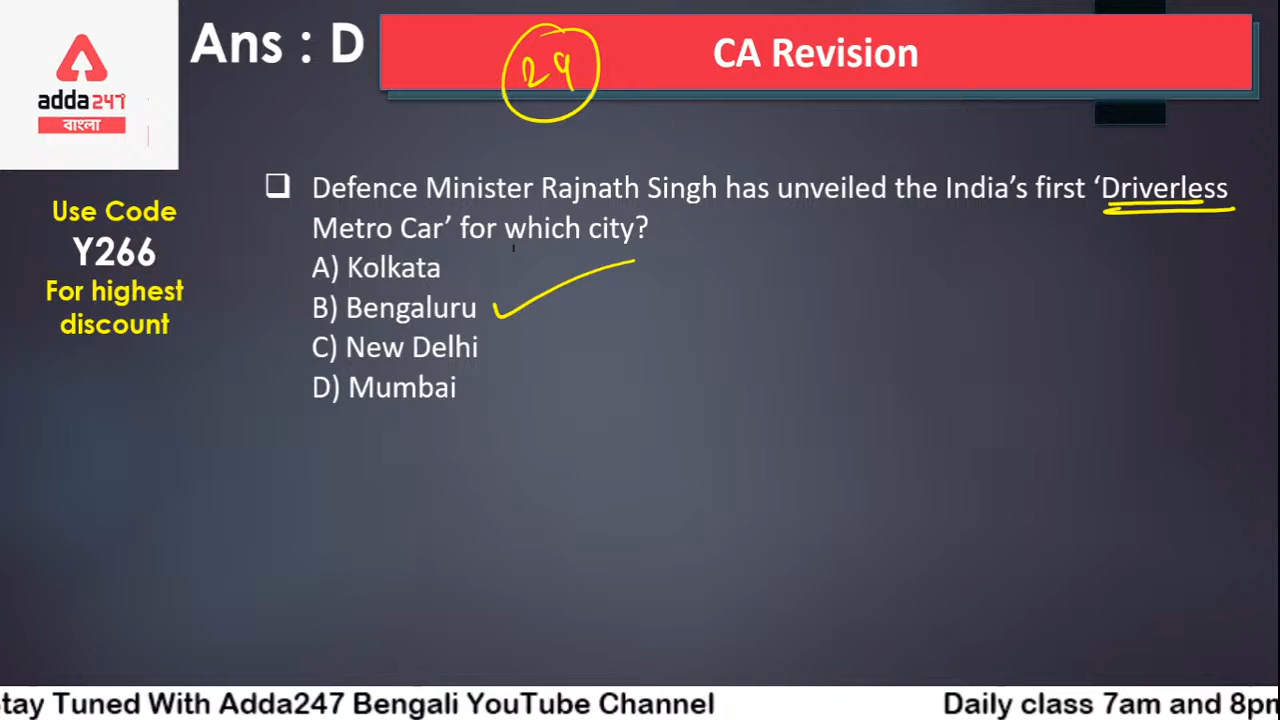 Ans : D
29
CA Revision
adda247
বাংলা
Use Code
Y266
For highest
discount
❑ Defence Minister Rajnath Singh has unveiled the India's first 'Driverless
Metro Car' for which city?
A) Kolkata
B) Bengaluru
C) New Delhi
D) Mumbai
Stay Tuned With Adda247 Bengali YouTube Channel
Daily class 7am and 8pm